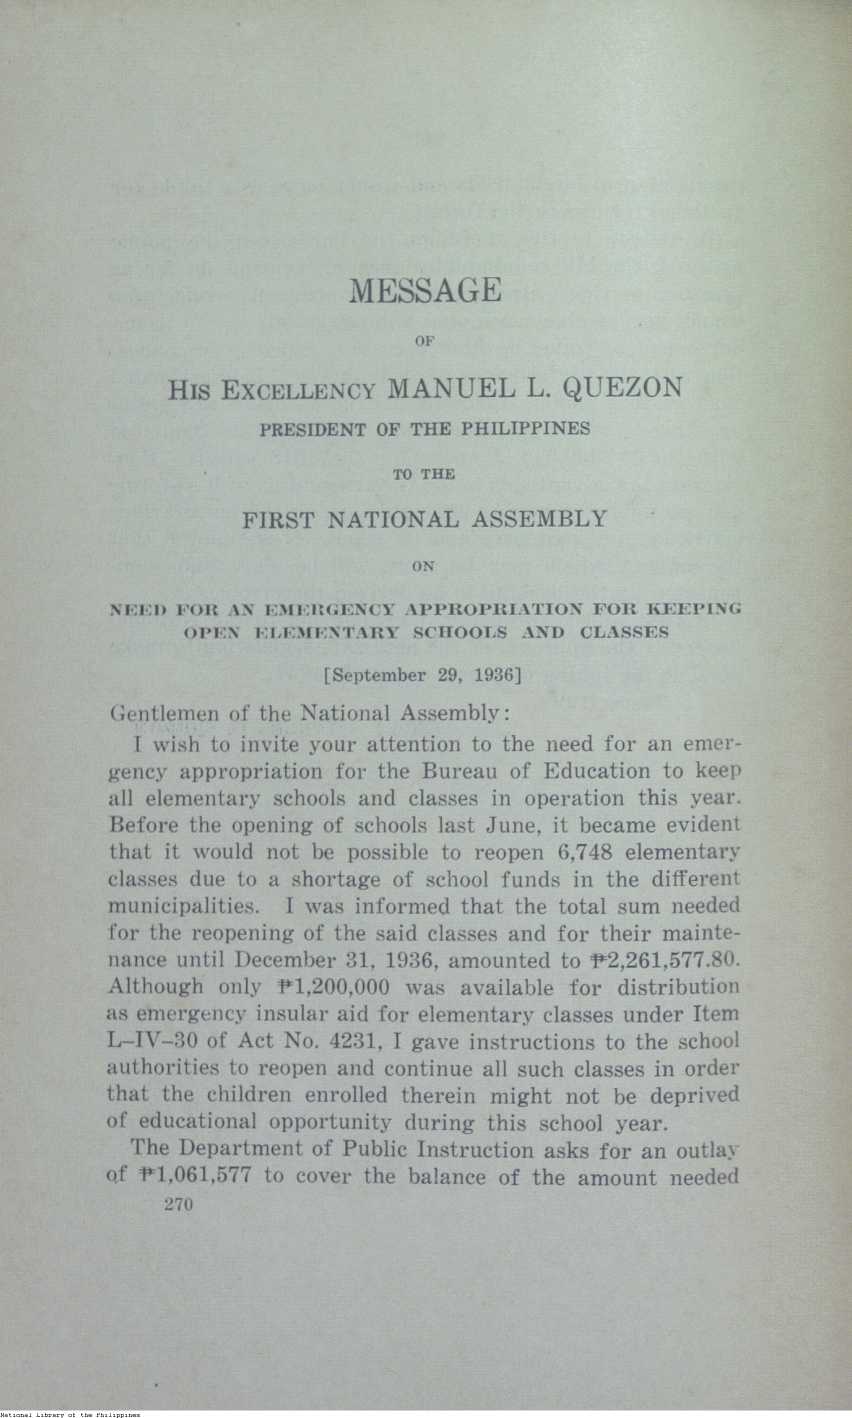 MESSAGE
OF
HIS EXCELLENCY MANUEL L. QUEZON
PRESIDENT OF THE PHILIPPINES
TO THE
FIRST NATIONAL ASSEMBLY
ON
NEED FOR AN EMERGENCY APPROPRIATION FOR KEEPING
OPEN ELEMENTARY SCHOOLS AND CLASSES
[September 29, 1936]
Gentlemen of the National Assembly:
I wish to invite your attention to the need for an emer-
gency appropriation for the Bureau of Education to keep
all elementary schools and classes in operation this year.
Before the opening of schools last June, it became evident
that it would not be possible to reopen 6,748 elementary
classes due to a shortage of school funds in the different
municipalities. I was informed that the total sum needed
for the reopening of the said classes and for their mainte-
nance until December 31, 1936, amounted to ₱2,261,577.80.
Although only ₱1,200,000 was available for distribution
as emergency insular aid for elementary classes under Item
L–IV–30 of Act No. 4231, I gave instructions to the school
authorities to reopen and continue all such classes in order
that the children enrolled therein might not be deprived
of educational opportunity during this school year.
The Department of Public Instruction asks for an outlay
of ₱1,061,577 to cover the balance of the amount needed
270
National Library of the Philippines